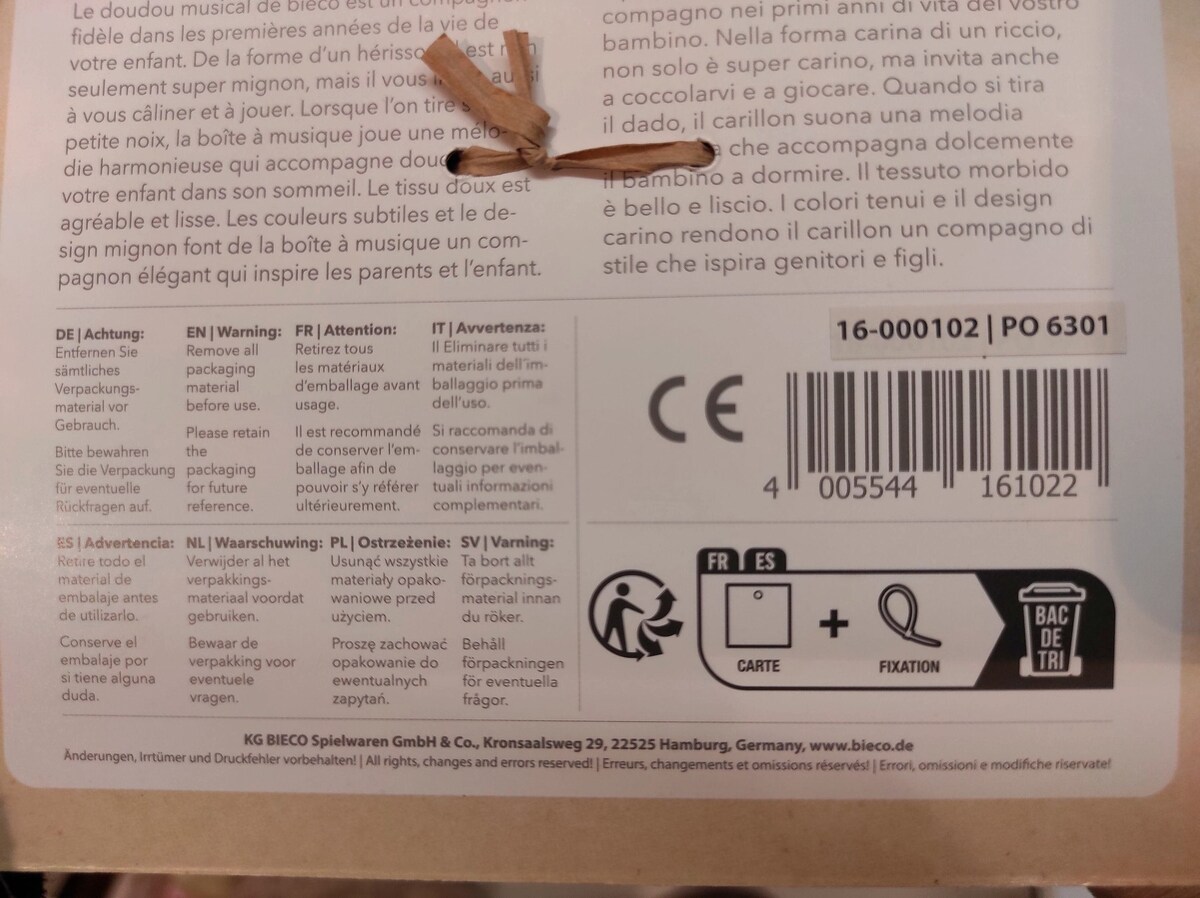 Le doudou musical de bieco est un compagnon
fidèle dans les premières années de la vie de
votre enfant. De la forme d'un hérisson est
seulement super mignon, mais il vous
à vous câliner et à jouer. Lorsque l'on tire
petite noix, la boîte à musique joue une mélo-
die harmonieuse qui accompagne
votre enfant dans son sommeil. Le tissu doux est
agréable et lisse. Les couleurs subtiles et le de-
sign mignon font de la boîte à musique un com-
pagnon élégant qui inspire les parents et l'enfant.
compagno nei primi anni di vita del vostro
bambino. Nella forma carina di un riccio,
non solo è super carino, ma invita anche
a coccolarvi e a giocare. Quando si tira
il dado, il carillon suona una melodia
che accompagna dolcemente
il bambino a dormire. Il tessuto morbido
è bello e liscio. I colori tenui e il design
carino rendono il carillon un compagno di
stile che ispira genitori e figli.
DE | Achtung:
Entfernen Sie
sämtliches
Verpackungs-
material vor
Gebrauch.
Bitte bewahren
Sie die Verpackung
für eventuelle
Rückfragen auf.
EN | Warning:
Remove all
packaging
material
before use.
Please retain
the
packaging
for future
reference.
FR | Attention:
Retirez tous
les matériaux
d'emballage avant
usage.
Il est recommandé
de conserver l'em-
ballage afin de
pouvoir s'y référer
ultérieurement.
IT | Avvertenza:
Il Eliminare tutti i
materiali dell'im-
ballaggio prima
dell'uso.
Si raccomanda di
conservare l'imbal-
laggio per even-
tuali informazioni
complementari.
16-000102 | PO 6301
CE
4 005544 161022
ES | Advertencia:
Retire todo el
material de
embalaje antes
de utilizarlo.
Conserve el
embalaje por
si tiene alguna
duda.
NL | Waarschuwing:
Verwijder al het
verpakkings-
materiaal voordat
gebruiken.
Bewaar de
verpakking voor
eventuele
vragen.
PL | Ostrzeżenie:
Usunąć wszystkie
materiały opako-
waniowe przed
użyciem.
Proszę zachować
opakowanie do
ewentualnych
zapytań.
SV | Varning:
Ta bort allt
förpacknings-
material innan
du röker.
Behåll
förpackningen
för eventuella
frågor.
FR ES
CARTE + FIXATION
BAC
DE
TRI
KG BIECO Spielwaren GmbH & Co., Kronsaalsweg 29, 22525 Hamburg, Germany, www.bieco.de
Änderungen, Irrtümer und Druckfehler vorbehalten! | All rights, changes and errors reserved! | Erreurs, changements et omissions réservés! | Errori, omissioni e modifiche riservate!